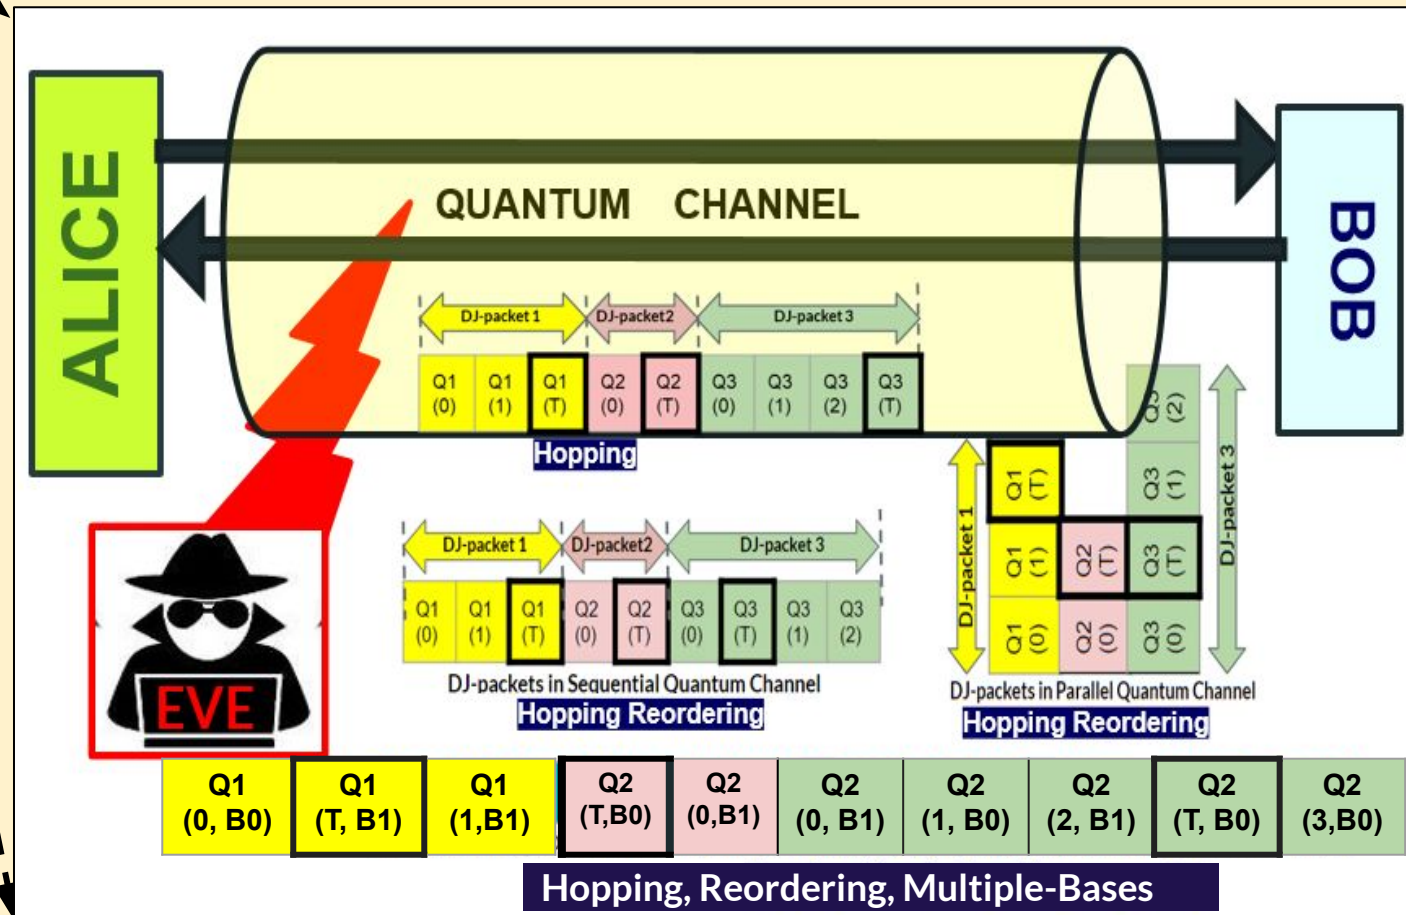 ALICE
QUANTUM CHANNEL
BOB
DJ-packet 1 DJ-packet2 DJ-packet 3
Q1 Q1 Q1 Q2 Q2 Q3 Q3 Q3 Q3
(0) (1) (T) (0) (T) (0) (1) (2) (T)
Hopping
DJ-packet 1 DJ-packet2 DJ-packet 3
Q1 Q1 Q1 Q2 Q2 Q3 Q3 Q3 Q3
(0) (1) (T) (0) (T) (0) (T) (1) (2)
DJ-packets in Sequential Quantum Channel
Hopping Reordering
DJ-packet 1
Q3 (2)
Q1 (T) Q3 (1)
Q1 (1) Q2 (T) Q3 (T)
Q1 (0) Q2 (0) Q3 (0)
DJ-packet 3
DJ-packets in Parallel Quantum Channel
Hopping Reordering
EVE
Q1 Q1 Q1 Q2 Q2 Q2 Q2 Q2 Q2 Q2
(0, B0) (T, B1) (1,B1) (T,B0) (0,B1) (0, B1) (1, B0) (2, B1) (T, B0) (3,B0)
Hopping, Reordering, Multiple-Bases